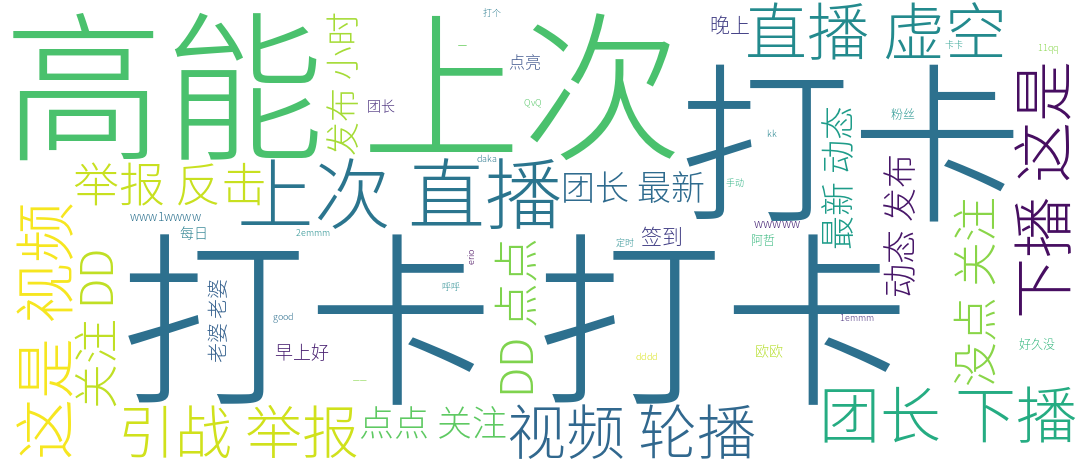 高能 上次
打个
一
点亮
QvQ
团长
发布 小时
晚上
直播 虚空
卡卡
11qq
打卡
kk
手动
粉丝
最新 动态
动态 发布
下播 这是
举报 反击
上次 直播
daka
团长 最新
www1wwww
每日
2emmm
签到
定时
wwwww
阿哲
这是 视频
关注 DD
打卡 打卡
老婆 老婆
good
早上好
erio
哔哔
DD 点点
dddd
欧欧
1emmm
没点 关注
好久没
一一
引战 举报
点点 关注
视频 轮播
团长 下播